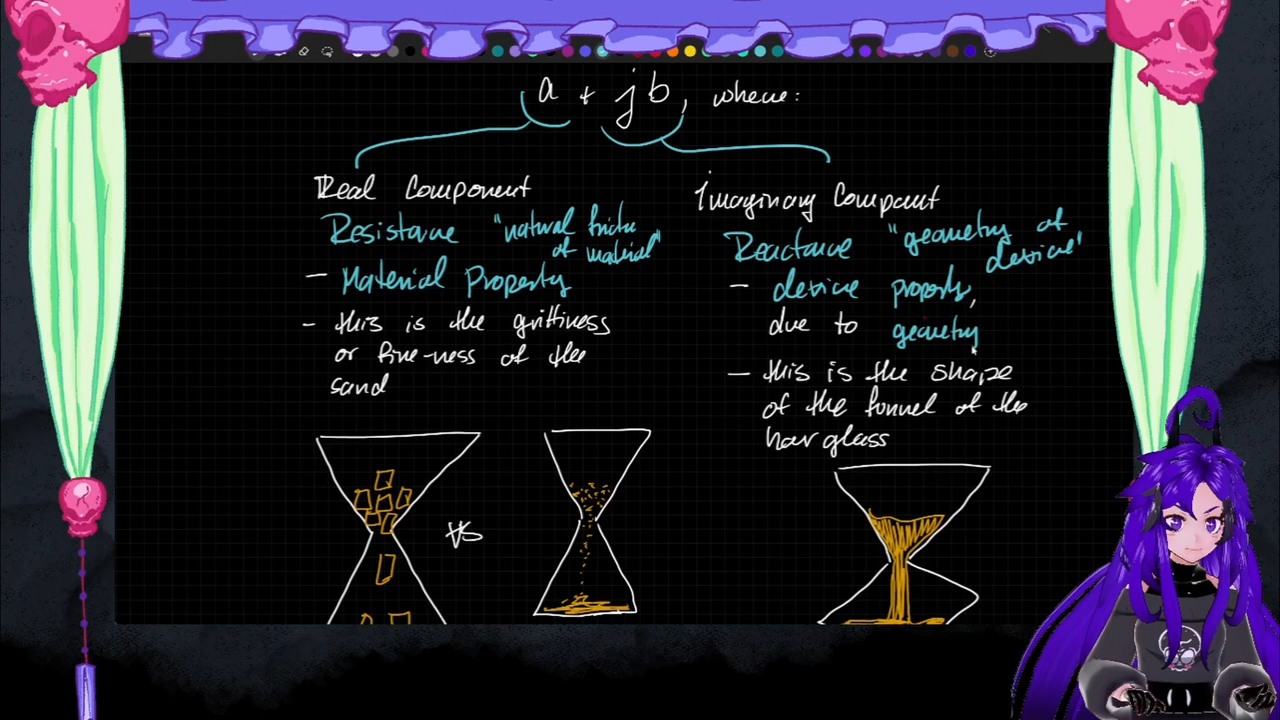 a + jb, where:
Real Component
Resistance "natural frictn
of material"
- Material Property
- this is the grittiness
or fine-ness of the
sand
Imaginary Component
Reactance "geometry of
device"
- device property,
due to geometry
- this is the shape
of the funnel of the
hourglass
vs